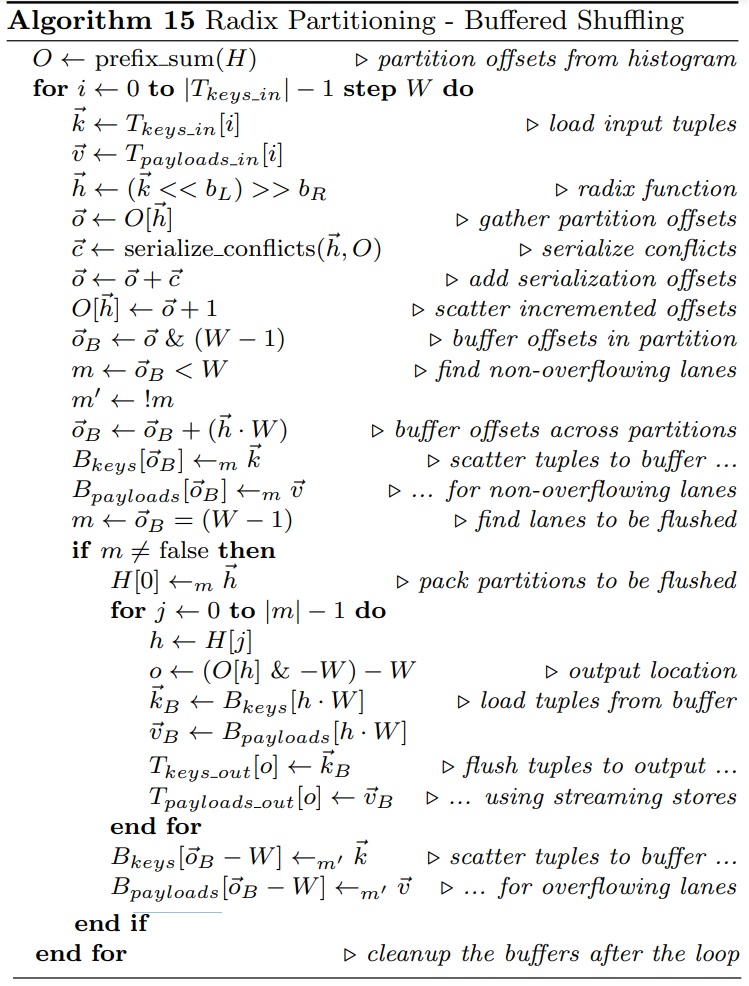 Algorithm 15 Radix Partitioning - Buffered Shuffling
O ← prefix_sum(H) ▷ partition offsets from histogram
for i ← 0 to |T_keys_in| − 1 step W do
k⃗ ← T_keys_in[i] ▷ load input tuples
v⃗ ← T_payloads_in[i]
h⃗ ← (k⃗ << b_L) >> b_R ▷ radix function
o⃗ ← O[h⃗] ▷ gather partition offsets
c⃗ ← serialize_conflicts(h⃗, O) ▷ serialize conflicts
o⃗ ← o⃗ + c⃗ ▷ add serialization offsets
O[h⃗] ← o⃗ + 1 ▷ scatter incremented offsets
o⃗_B ← o⃗ & (W − 1) ▷ buffer offsets in partition
m ← o⃗_B < W ▷ find non-overflowing lanes
m′ ← !m
o⃗_B ← o⃗_B + (h⃗ · W) ▷ buffer offsets across partitions
B_keys[o⃗_B] ←_m k⃗ ▷ scatter tuples to buffer ...
B_payloads[o⃗_B] ←_m v⃗ ▷ ... for non-overflowing lanes
m ← o⃗_B = (W − 1) ▷ find lanes to be flushed
if m ≠ false then
H[0] ←_m h⃗ ▷ pack partitions to be flushed
for j ← 0 to |m| − 1 do
h ← H[j]
o ← (O[h] & −W) − W ▷ output location
k⃗_B ← B_keys[h · W] ▷ load tuples from buffer
v⃗_B ← B_payloads[h · W]
T_keys_out[o] ← k⃗_B ▷ flush tuples to output ...
T_payloads_out[o] ← v⃗_B ▷ ... using streaming stores
end for
B_keys[o⃗_B − W] ←_m′ k⃗ ▷ scatter tuples to buffer ...
B_payloads[o⃗_B − W] ←_m′ v⃗ ▷ ... for overflowing lanes
end if
end for ▷ cleanup the buffers after the loop